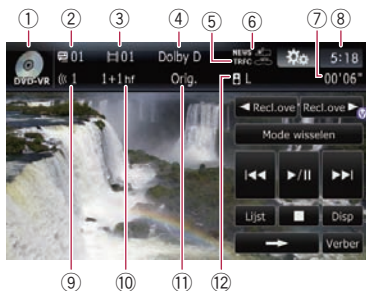 ① ② ③ ④ ⑤ ⑥ ⑦ ⑧
DVD-VR 01 01 Dolby D NEWS TRFC 5:18
1 1+1 hf Orig. L 00'06"
◄ Recl.ove Recl.ove ►
Mode wisselen
Lijst Disp
Verber
⑨ ⑩ ⑪ ⑫